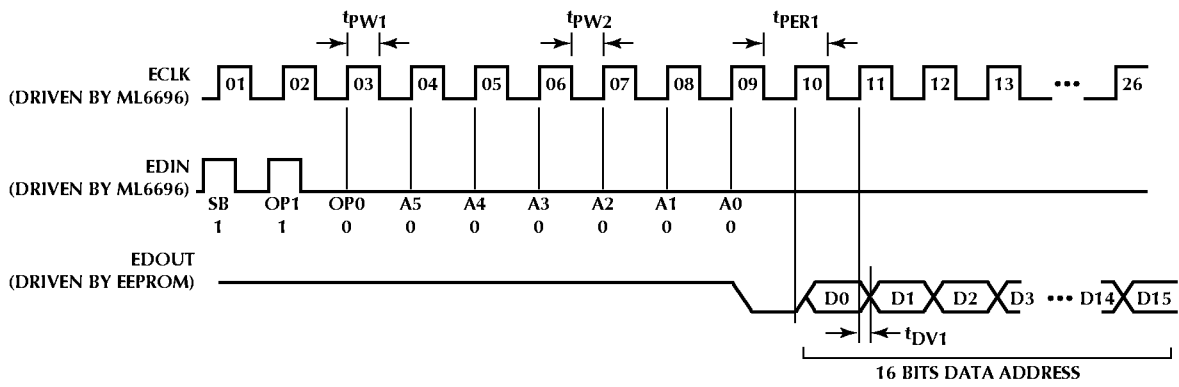 tPW1 tPW2 tPER1
ECLK
(DRIVEN BY ML6696)
01 02 03 04 05 06 07 08 09 10 11 12 13 ••• 26
EDIN
(DRIVEN BY ML6696)
SB OP1 OP0 A5 A4 A3 A2 A1 A0
1 1 0 0 0 0 0 0 0
EDOUT
(DRIVEN BY EEPROM)
D0 D1 D2 D3 ••• D14 D15
tDV1
16 BITS DATA ADDRESS